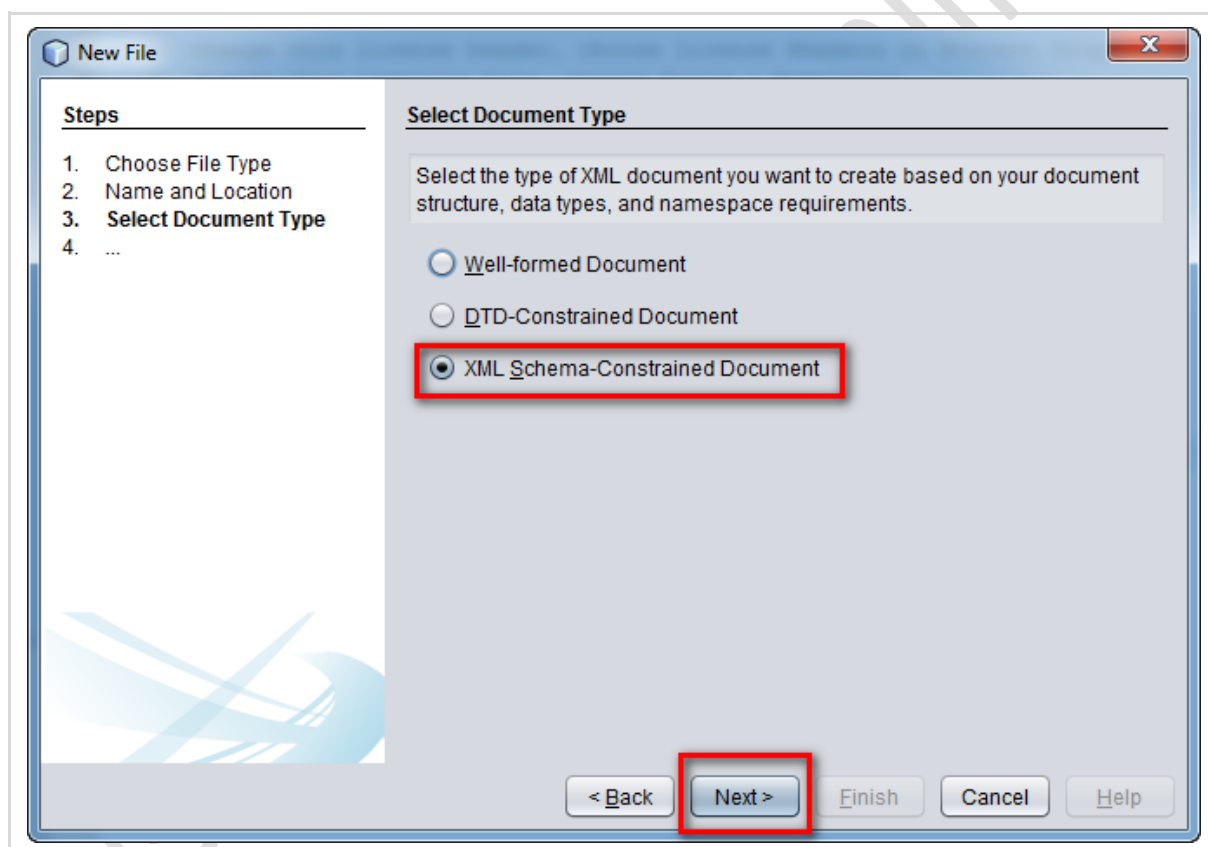 New File
Steps
1. Choose File Type
2. Name and Location
3. Select Document Type
4. ...
Select Document Type
Select the type of XML document you want to create based on your document
structure, data types, and namespace requirements.
Well-formed Document
DTD-Constrained Document
XML Schema-Constrained Document
< Back Next > Finish Cancel Help